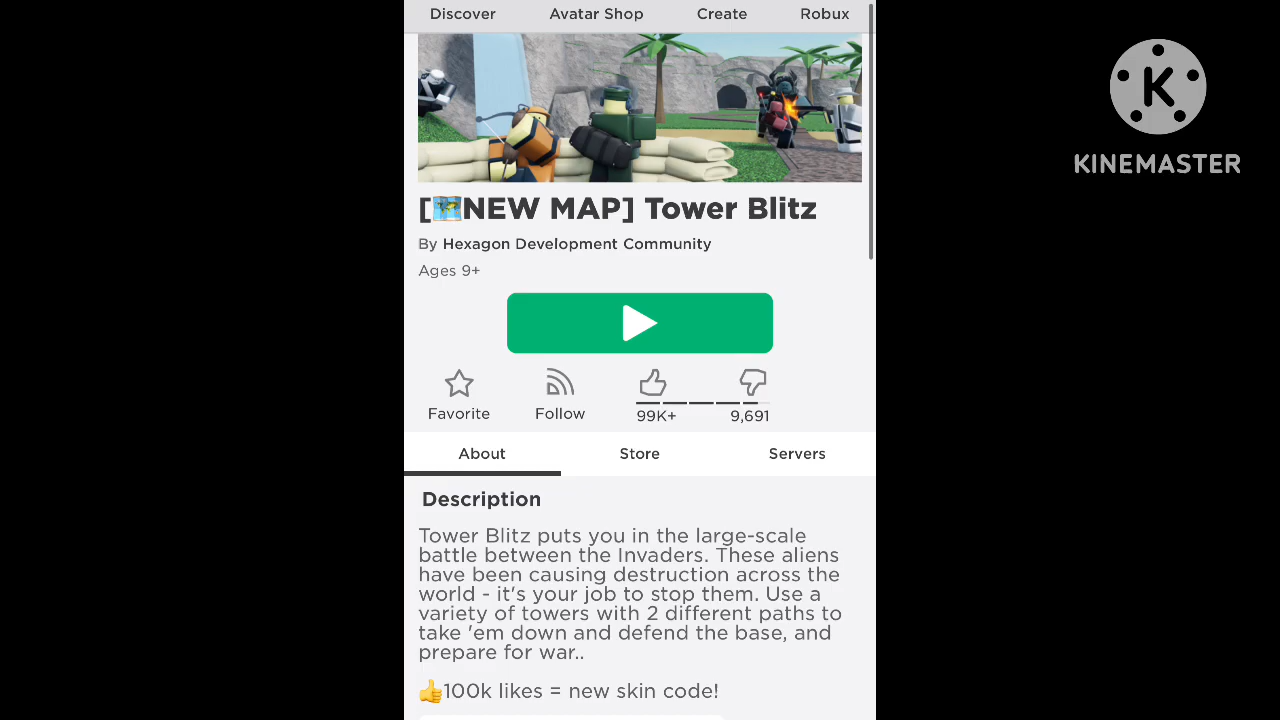 Discover Avatar Shop Create Robux
K
KINEMASTER
[🗺️NEW MAP] Tower Blitz
By Hexagon Development Community
Ages 9+
Favorite Follow 99K+ 9,691
About Store Servers
Description
Tower Blitz puts you in the large-scale
battle between the Invaders. These aliens
have been causing destruction across the
world - it's your job to stop them. Use a
variety of towers with 2 different paths to
take 'em down and defend the base, and
prepare for war..
👍100k likes = new skin code!